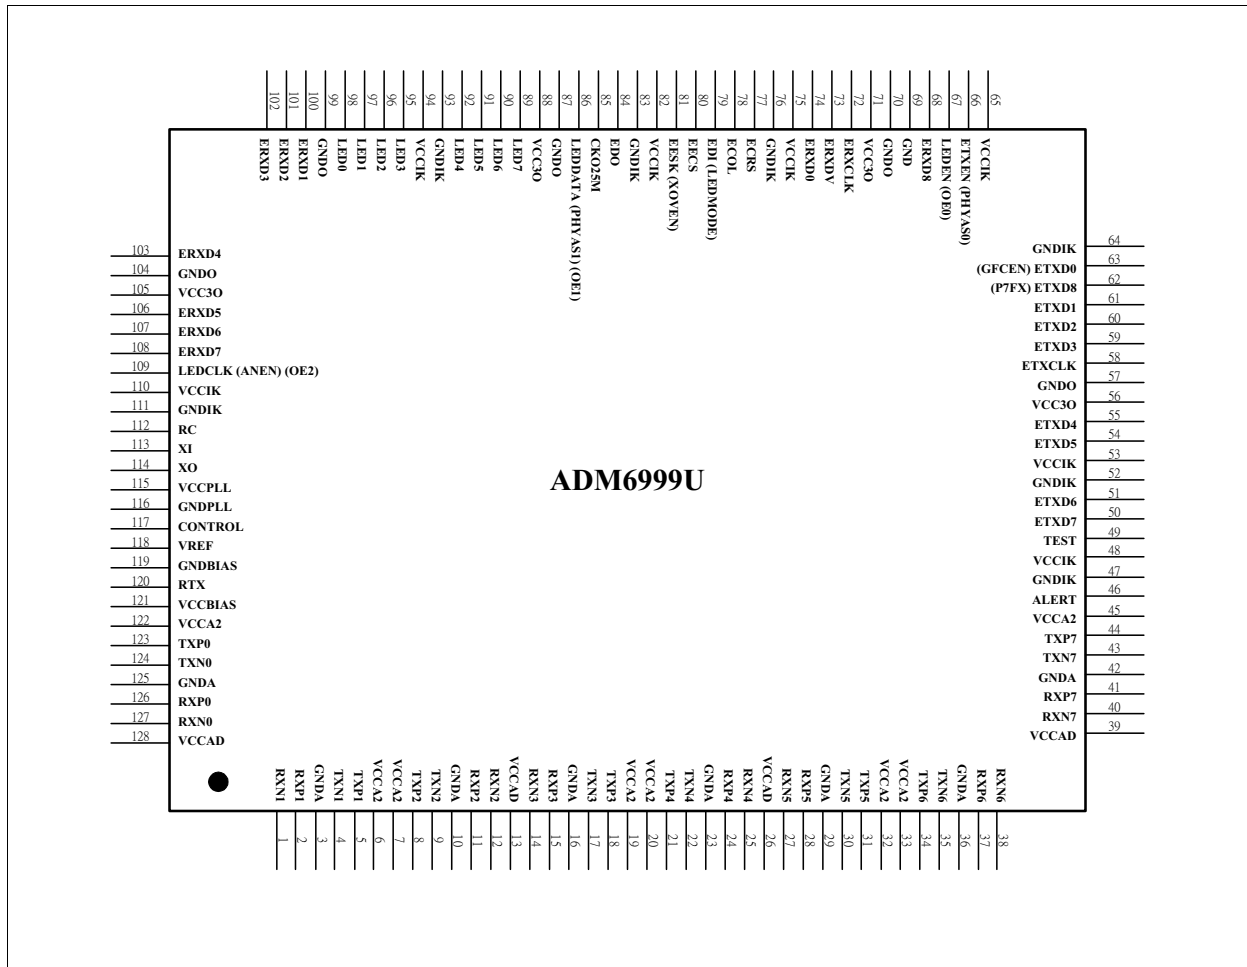 102
101
100
99
98
97
96
95
94
93
92
91
90
89
88
87
86
85
84
83
82
81
80
79
78
77
76
75
74
73
72
71
70
69
68
67
66
65
ERXD3
ERXD2
ERXD1
GNDO
LED0
LED1
LED2
LED3
VCCIK
GNDIK
LED4
LED5
LED6
LED7
VCC3O
GNDO
LEDDATA (PHYAS1) (OE1)
CKO25M
EDO
GNDIK
VCCIK
EESK (XOVEN)
EECS
EDI (LEDMODE)
ECOL
ECRS
GNDIK
VCCIK
ERXD0
ERXDV
ERXCLK
VCC3O
GNDO
GND
ERXD8
LEDEN (OE0)
ETXEN (PHYAS0)
VCCIK
103 ERXD4
104 GNDO
105 VCC3O
106 ERXD5
107 ERXD6
108 ERXD7
109 LEDCLK (ANEN) (OE2)
110 VCCIK
111 GNDIK
112 RC
113 XI
114 XO
115 VCCPLL
116 GNDPLL
117 CONTROL
118 VREF
119 GNDBIAS
120 RTX
121 VCCBIAS
122 VCCA2
123 TXP0
124 TXN0
125 GNDA
126 RXP0
127 RXN0
128 VCCAD
ADM6999U
GNDIK 64
(GFCEN) ETXD0 63
(P7FX) ETXD8 62
ETXD1 61
ETXD2 60
ETXD3 59
ETXCLK 58
GNDO 57
VCC3O 56
ETXD4 55
ETXD5 54
VCCIK 53
GNDIK 52
ETXD6 51
ETXD7 50
TEST 49
VCCIK 48
GNDIK 47
ALERT 46
VCCA2 45
TXP7 44
TXN7 43
GNDA 42
RXP7 41
RXN7 40
VCCAD 39
RXN1
RXP1
GNDA
TXN1
TXP1
VCCA2
VCCA2
TXP2
TXN2
GNDA
RXP2
RXN2
VCCAD
RXN3
RXP3
GNDA
TXN3
TXP3
VCCA2
VCCA2
TXP4
TXN4
GNDA
RXP4
RXN4
VCCAD
RXN5
RXP5
GNDA
TXN5
TXP5
VCCA2
VCCA2
TXP6
TXN6
GNDA
RXP6
RXN6
1
2
3
4
5
6
7
8
9
10
11
12
13
14
15
16
17
18
19
20
21
22
23
24
25
26
27
28
29
30
31
32
33
34
35
36
37
38